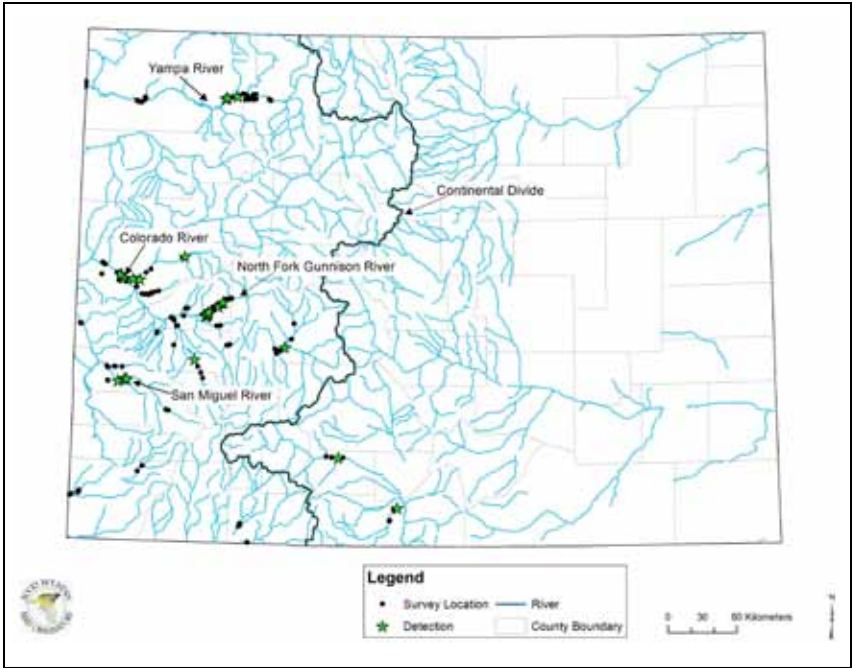 Yampa River
Continental Divide
Colorado River
North Fork Gunnison River
San Miguel River
Legend
Survey Location
River
Detection
County Boundary
0 30 60 Kilometers
N